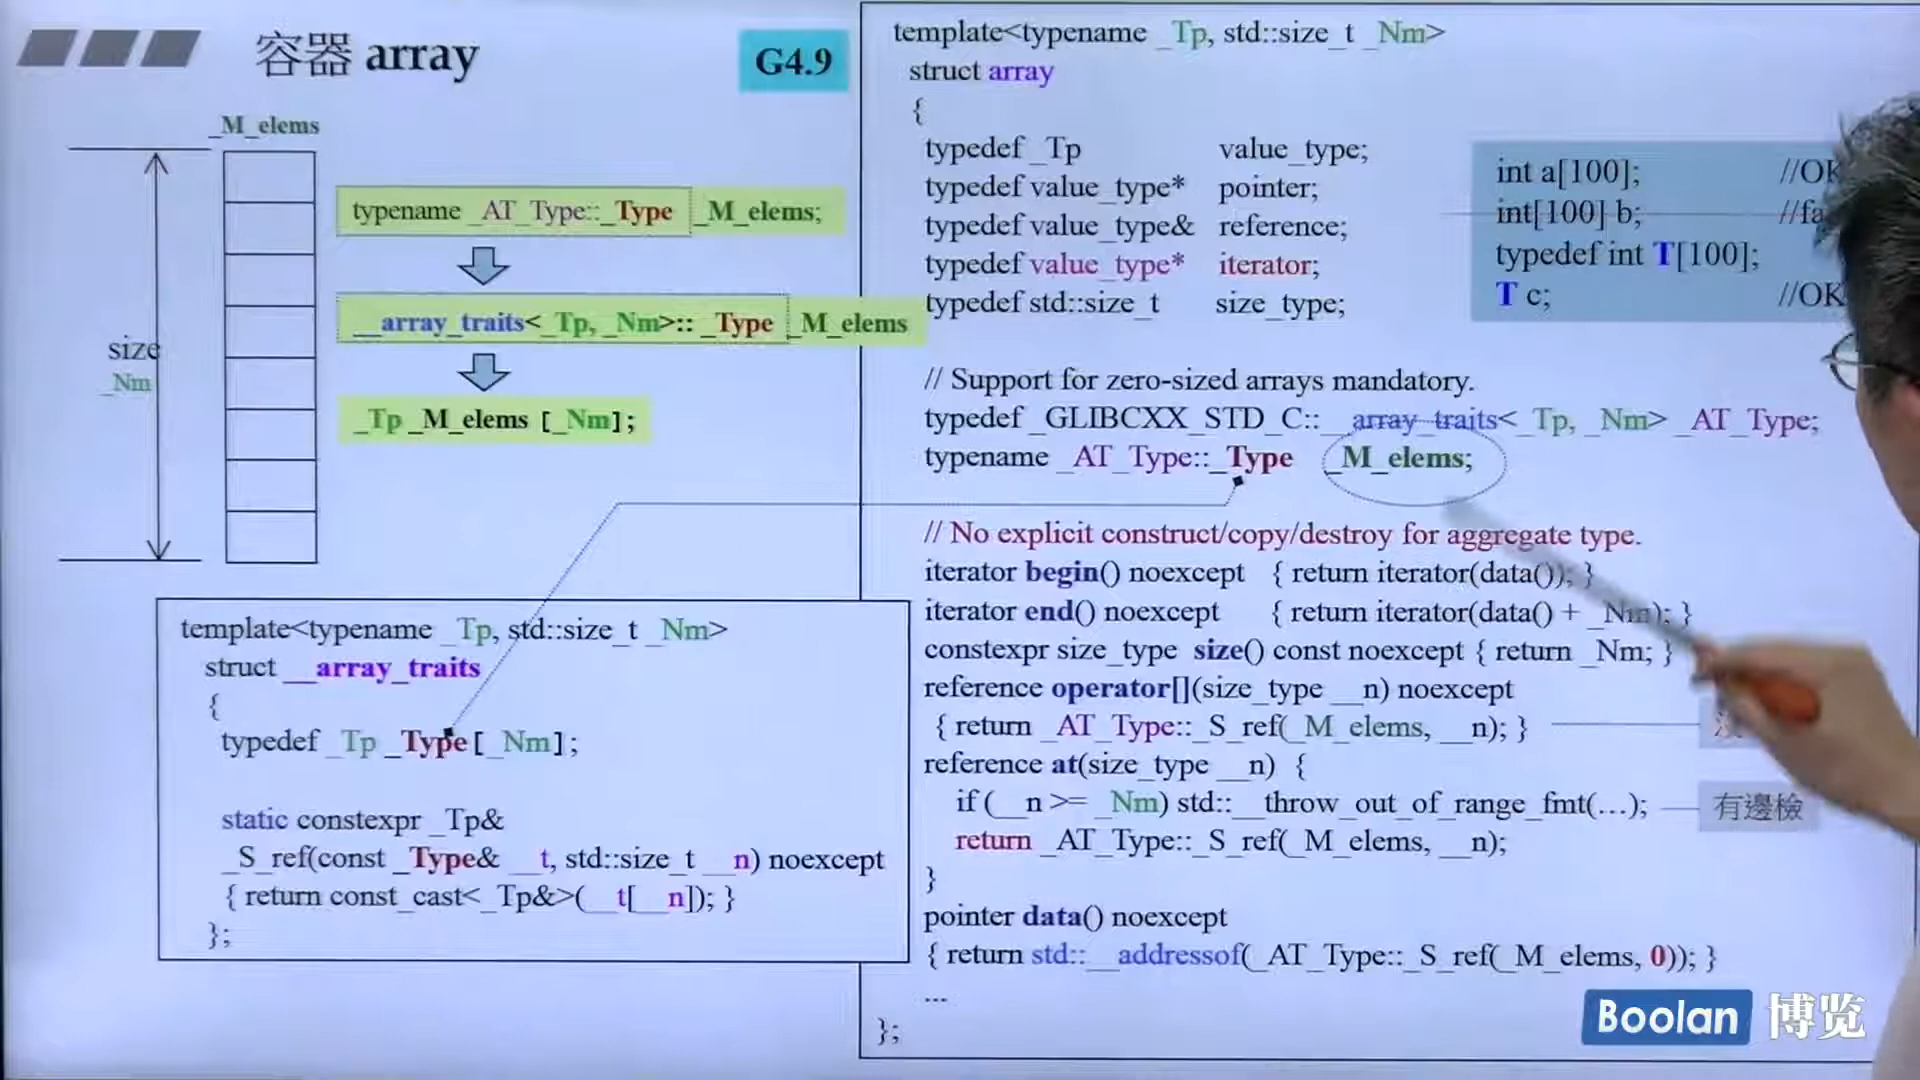 容器 array
G4.9
_M_elems
size
_Nm
typename _AT_Type::_Type _M_elems;
__array_traits<_Tp, _Nm>::_Type _M_elems
_Tp _M_elems [_Nm];
template<typename _Tp, std::size_t _Nm>
struct __array_traits
{
typedef _Tp _Type[_Nm];
static constexpr _Tp&
_S_ref(const _Type& __t, std::size_t __n) noexcept
{ return const_cast<_Tp&>(__t[__n]); }
};
template<typename _Tp, std::size_t _Nm>
struct array
{
typedef _Tp value_type;
typedef value_type* pointer;
typedef value_type& reference;
typedef value_type* iterator;
typedef std::size_t size_type;
// Support for zero-sized arrays mandatory.
typedef _GLIBCXX_STD_C::__array_traits<_Tp, _Nm> _AT_Type;
typename _AT_Type::_Type _M_elems;
// No explicit construct/copy/destroy for aggregate type.
iterator begin() noexcept { return iterator(data()); }
iterator end() noexcept { return iterator(data() + _Nm); }
constexpr size_type size() const noexcept { return _Nm; }
reference operator[](size_type __n) noexcept
{ return _AT_Type::_S_ref(_M_elems, __n); }
reference at(size_type __n) {
if (__n >= _Nm) std::__throw_out_of_range_fmt(…);
return _AT_Type::_S_ref(_M_elems, __n);
}
pointer data() noexcept
{ return std::__addressof(_AT_Type::_S_ref(_M_elems, 0)); }
...
};
int a[100]; //OK
int[100] b; //fa
typedef int T[100];
T c; //OK
有邊檢
Boolan 博览